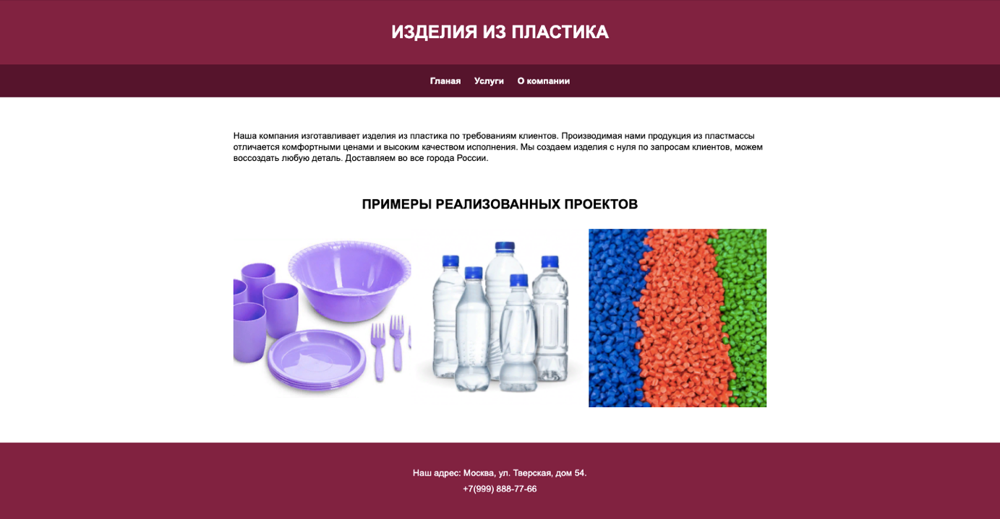 ИЗДЕЛИЯ ИЗ ПЛАСТИКА
Гланая Услуги О компании
Наша компания изготавливает изделия из пластика по требованиям клиентов. Производимая нами продукция из пластмассы
отличается комфортными ценами и высоким качеством исполнения. Мы создаем изделия с нуля по запросам клиентов, можем
воссоздать любую деталь. Доставляем во все города России.
ПРИМЕРЫ РЕАЛИЗОВАННЫХ ПРОЕКТОВ
Наш адрес: Москва, ул. Тверская, дом 54.
+7(999) 888-77-66